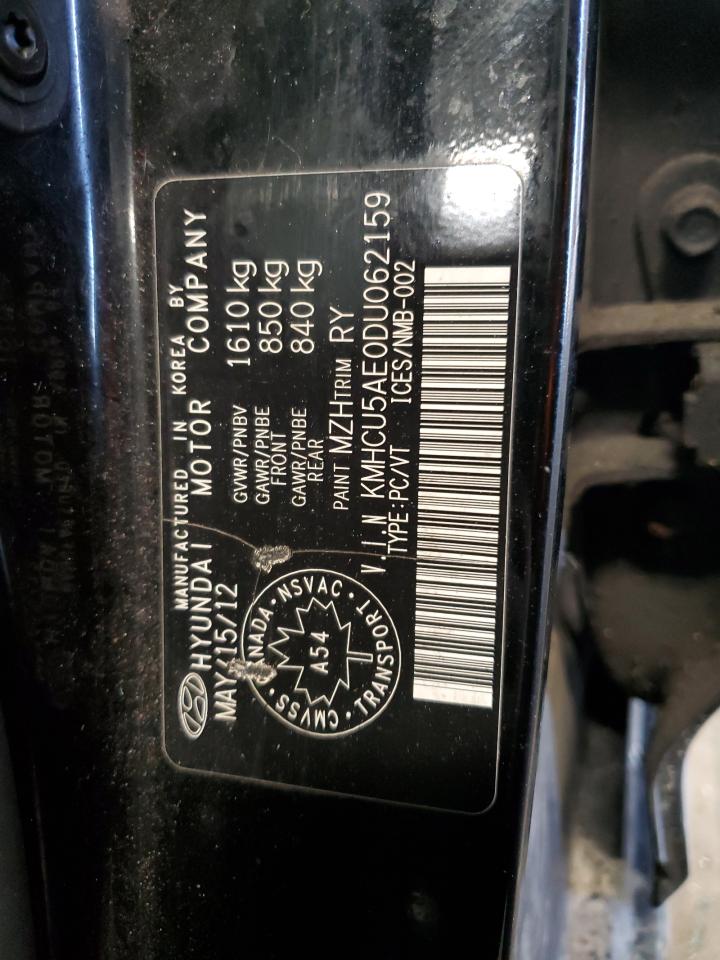 MANUFACTURED IN KOREA BY
HYUNDAI MOTOR COMPANY
MAY/15/12
GVWR/PNBV 1610 kg
GAWR/PNBE FRONT 850 kg
GAWR/PNBE REAR 840 kg
PAINT MZH TRIM RY
V.I.N KMHCU5AE0DU062159
TYPE:PC/VT ICES/NMB-002
NSVAC · TRANSPORT · CMVSS ·
A54